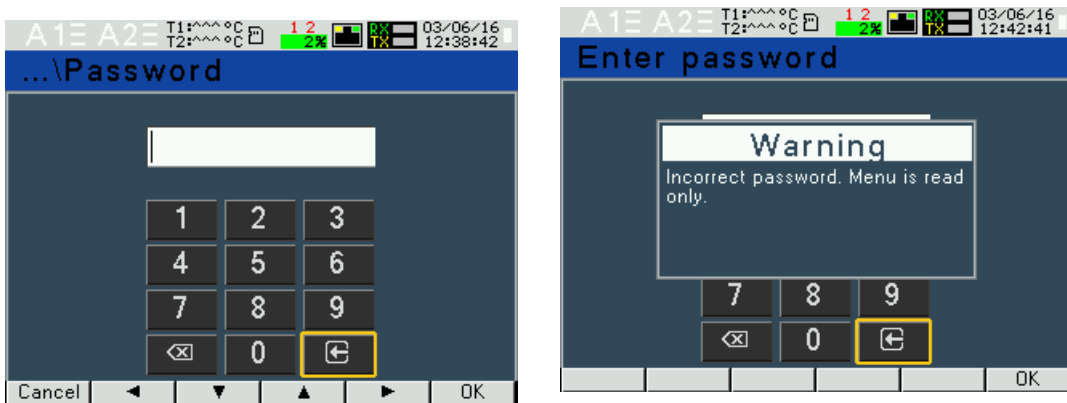 A1 A2 T1:^^^°C 1 2 RX 03/06/16
T2:^^^°C 2% TX 12:38:42
...\Password
1 2 3
4 5 6
7 8 9
0
Cancel ◄ ▼ ▲ ► OK
A1 A2 T1:^^^°C 1 2 RX 03/06/16
T2:^^^°C 2% TX 12:42:41
Enter password
Warning
Incorrect password. Menu is read
only.
7 8 9
0
OK